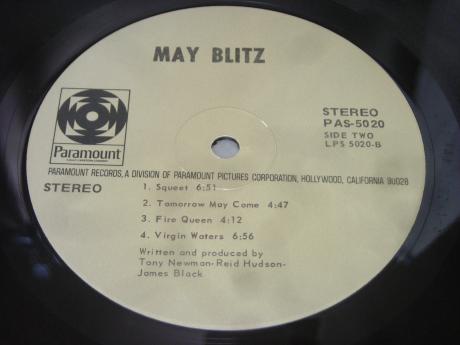 MAY BLITZ
STEREO
PAS-5020
SIDE TWO
LPS 5020-B
Paramount
PARAMOUNT RECORDS, A DIVISION OF PARAMOUNT PICTURES CORPORATION, HOLLYWOOD, CALIFORNIA 90028
STEREO
1. Squeet 6:51
2. Tomorrow May Come 4:47
3. Fire Queen 4:12
4. Virgin Waters 6:56
Written and produced by
Tony Newman-Reid Hudson-
James Black